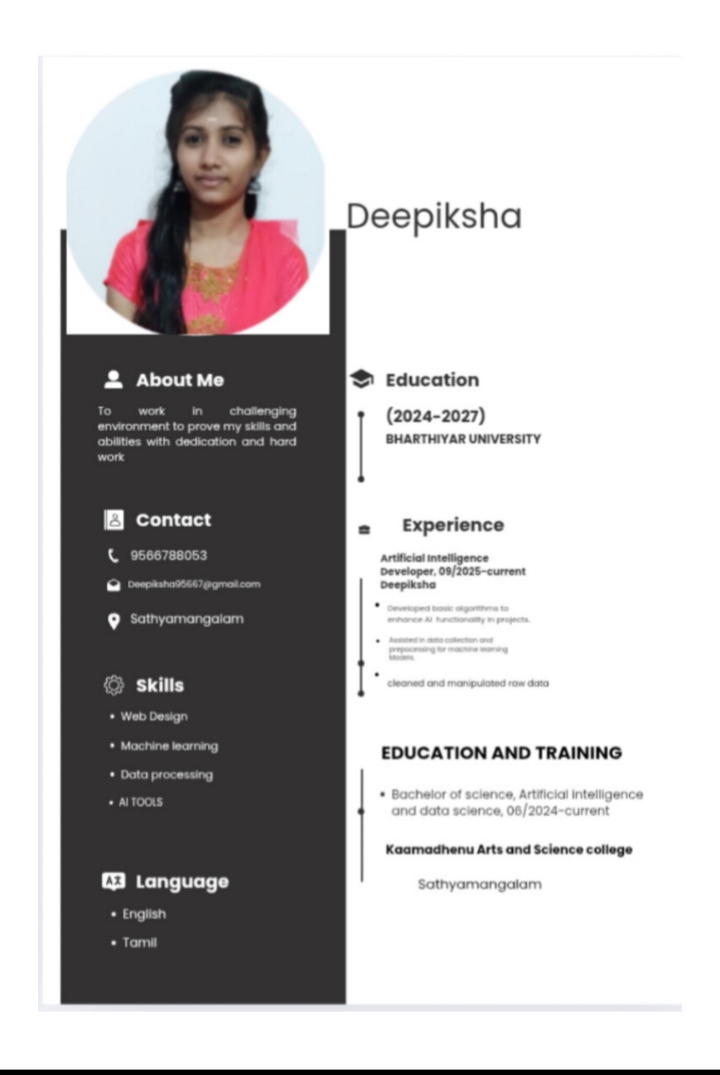 Deepiksha
About Me
To work in challenging
environment to prove my skills and
abilities with dedication and hard
work
Contact
9566788053
Deepiksha95667@gmail.com
Sathyamangalam
Skills
• Web Design
• Machine learning
• Data processing
• AI TOOLS
Language
• English
• Tamil
Education
(2024-2027)
BHARTHIYAR UNIVERSITY
Experience
Artificial Intelligence
Developer, 09/2025-current
Deepiksha
• Developed basic algorithms to
enhance AI functionality in projects.
• Assisted in data collection and
prepocessing for machine learning
Models.
• cleaned and manipulated raw data
EDUCATION AND TRAINING
• Bachelor of science, Artificial intelligence
and data science, 06/2024-current
Kaamadhenu Arts and Science college
Sathyamangalam